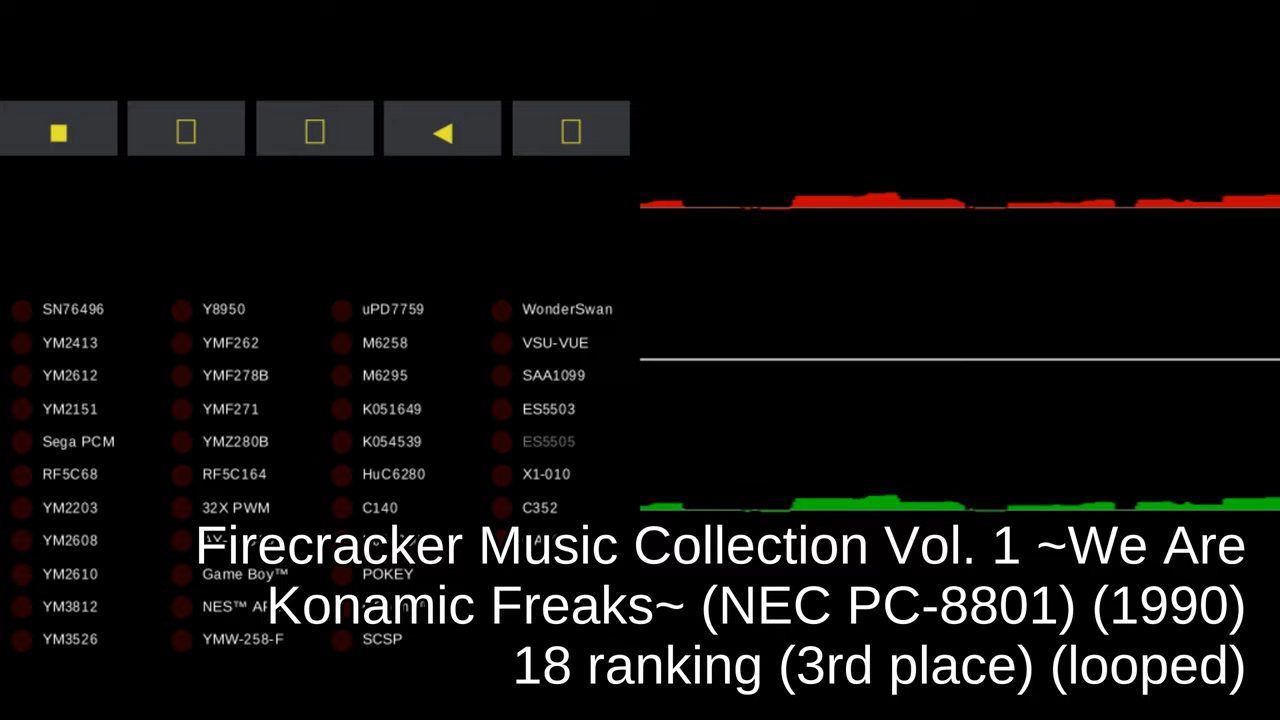 SN76496 Y8950 uPD7759 WonderSwan
YM2413 YMF262 M6258 VSU-VUE
YM2612 YMF278B M6295 SAA1099
YM2151 YMF271 K051649 ES5503
Sega PCM YMZ280B K054539 ES5505
RF5C68 RF5C164 HuC6280 X1-010
YM2203 32X PWM C140 C352
YM2608
YM2610 Game Boy™ POKEY
YM3812 NES™
YM3526 YMW-258-F SCSP
Firecracker Music Collection Vol. 1 ~We Are
Konamic Freaks~ (NEC PC-8801) (1990)
18 ranking (3rd place) (looped)